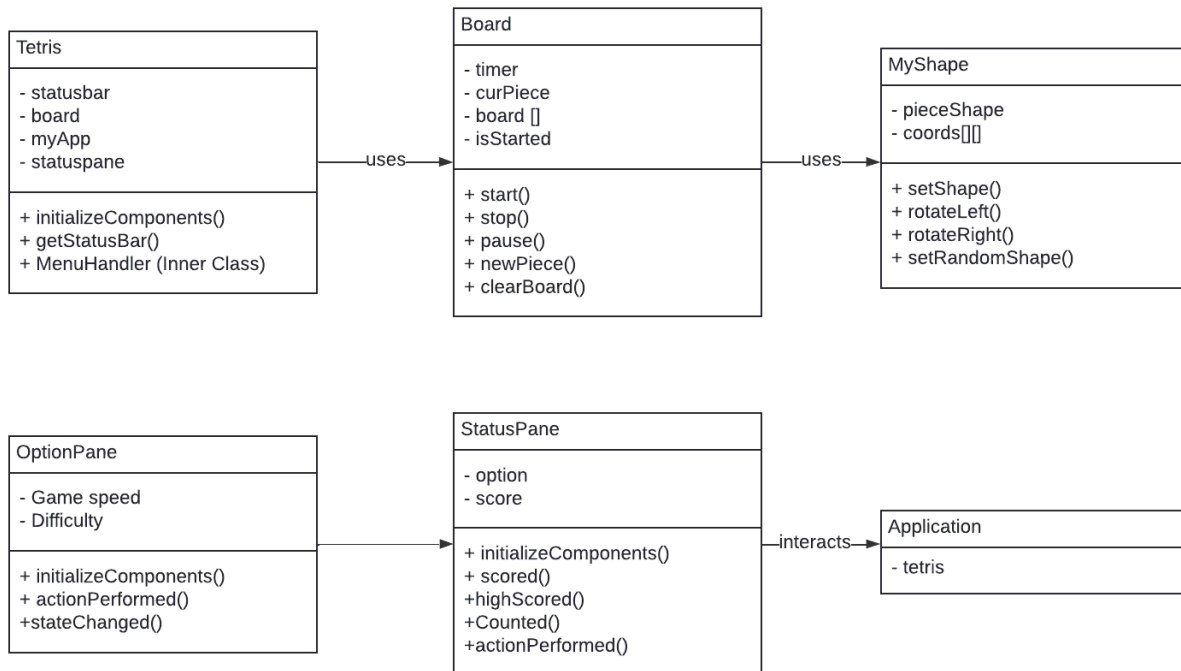 Tetris
- statusbar
- board
- myApp
- statuspane
+ initializeComponents()
+ getStatusBar()
+ MenuHandler (Inner Class)
uses
Board
- timer
- curPiece
- board []
- isStarted
+ start()
+ stop()
+ pause()
+ newPiece()
+ clearBoard()
uses
MyShape
- pieceShape
- coords[][]
+ setShape()
+ rotateLeft()
+ rotateRight()
+ setRandomShape()
OptionPane
- Game speed
- Difficulty
+ initializeComponents()
+ actionPerformed()
+stateChanged()
StatusPane
- option
- score
+ initializeComponents()
+ scored()
+highScored()
+Counted()
+actionPerformed()
interacts
Application
- tetris